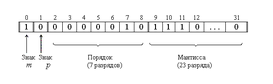 0 1 2 3 4 5 6 7 8 9 10 11 12 31
1 0 0 0 0 0 0 1 0 1 1 1 0 ... 0
Знак Знак Порядок Мантисса
m p (7 разрядов) (23 разряда)